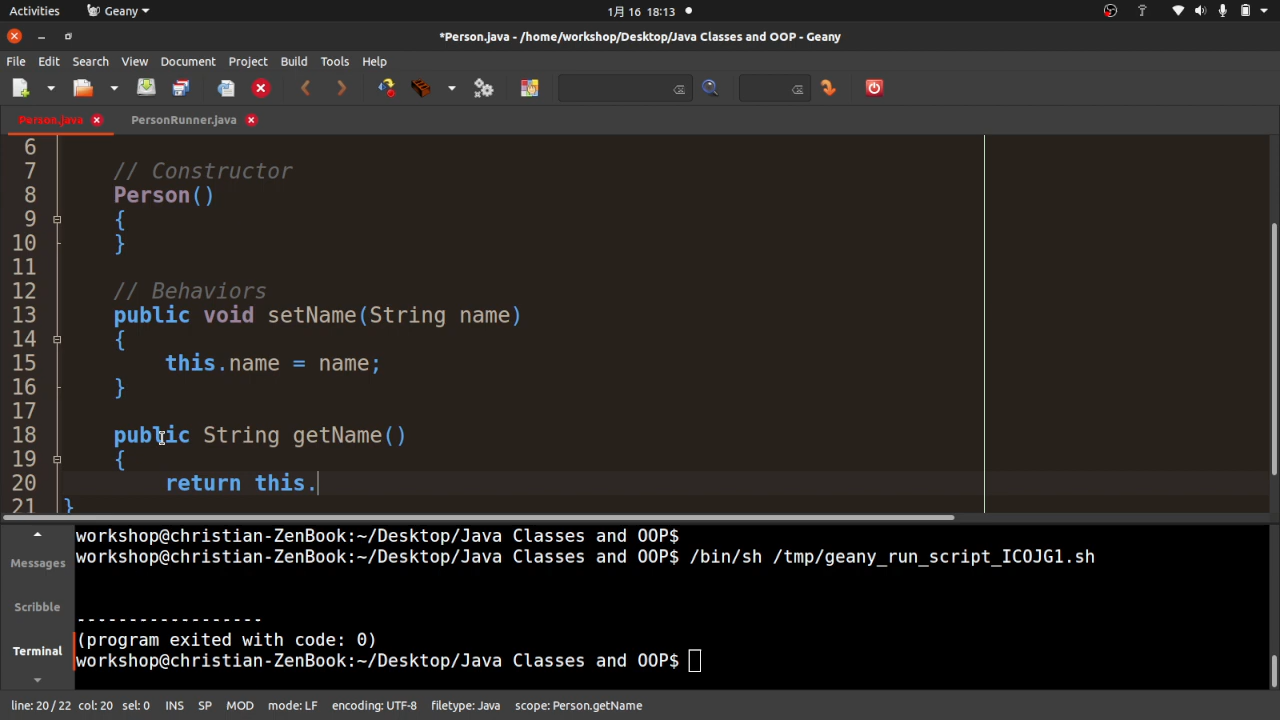 Activities Geany 1月 16 18:13
*Person.java - /home/workshop/Desktop/Java Classes and OOP - Geany
File Edit Search View Document Project Build Tools Help
Person.java PersonRunner.java
6
7 // Constructor
8 Person()
9 {
10 }
11
12 // Behaviors
13 public void setName(String name)
14 {
15 this.name = name;
16 }
17
18 public String getName()
19 {
20 return this.
21 }
workshop@christian-ZenBook:~/Desktop/Java Classes and OOP$
Messages
workshop@christian-ZenBook:~/Desktop/Java Classes and OOP$ /bin/sh /tmp/geany_run_script_ICOJG1.sh
Scribble
------------------
(program exited with code: 0)
Terminal
workshop@christian-ZenBook:~/Desktop/Java Classes and OOP$
line: 20 / 22 col: 20 sel: 0 INS SP MOD mode: LF encoding: UTF-8 filetype: Java scope: Person.getName